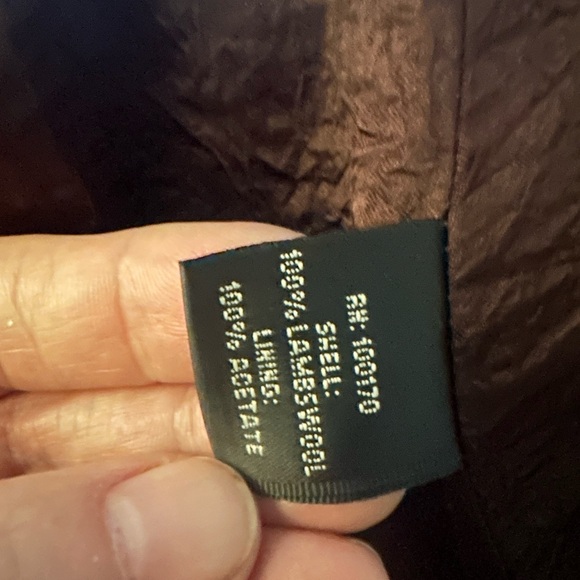 RN: 100170
SHELL:
100% LAMBSWOOL
LINING:
100% ACETATE